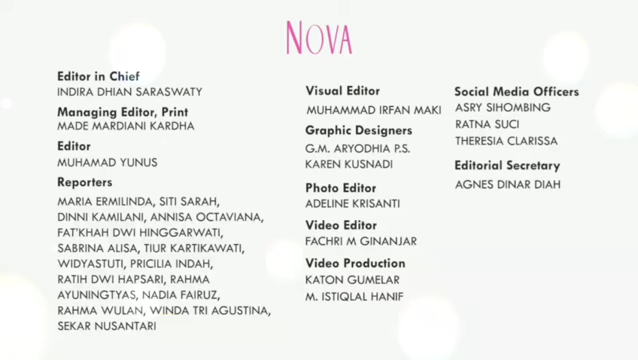 NOVA
Editor in Chief
INDIRA DHIAN SARASWATY
Managing Editor, Print
MADE MARDIANI KARDHA
Editor
MUHAMAD YUNUS
Reporters
MARIA ERMILINDA, SITI SARAH,
DINNI KAMILANI, ANNISA OCTAVIANA,
FAT'KHAH DWI HINGGARWATI,
SABRINA ALISA, TIUR KARTIKAWATI,
WIDYASTUTI, PRICILIA INDAH,
RATIH DWI HAPSARI, RAHMA
AYUNINGTYAS, NADIA FAIRUZ,
RAHMA WULAN, WINDA TRI AGUSTINA,
SEKAR NUSANTARI
Visual Editor
MUHAMMAD IRFAN MAKI
Graphic Designers
G.M. ARYODHIA P.S.
KAREN KUSNADI
Photo Editor
ADELINE KRISANTI
Video Editor
FACHRI M GINANJAR
Video Production
KATON GUMELAR
M. ISTIQLAL HANIF
Social Media Officers
ASRY SIHOMBING
RATNA SUCI
THERESIA CLARISSA
Editorial Secretary
AGNES DINAR DIAH